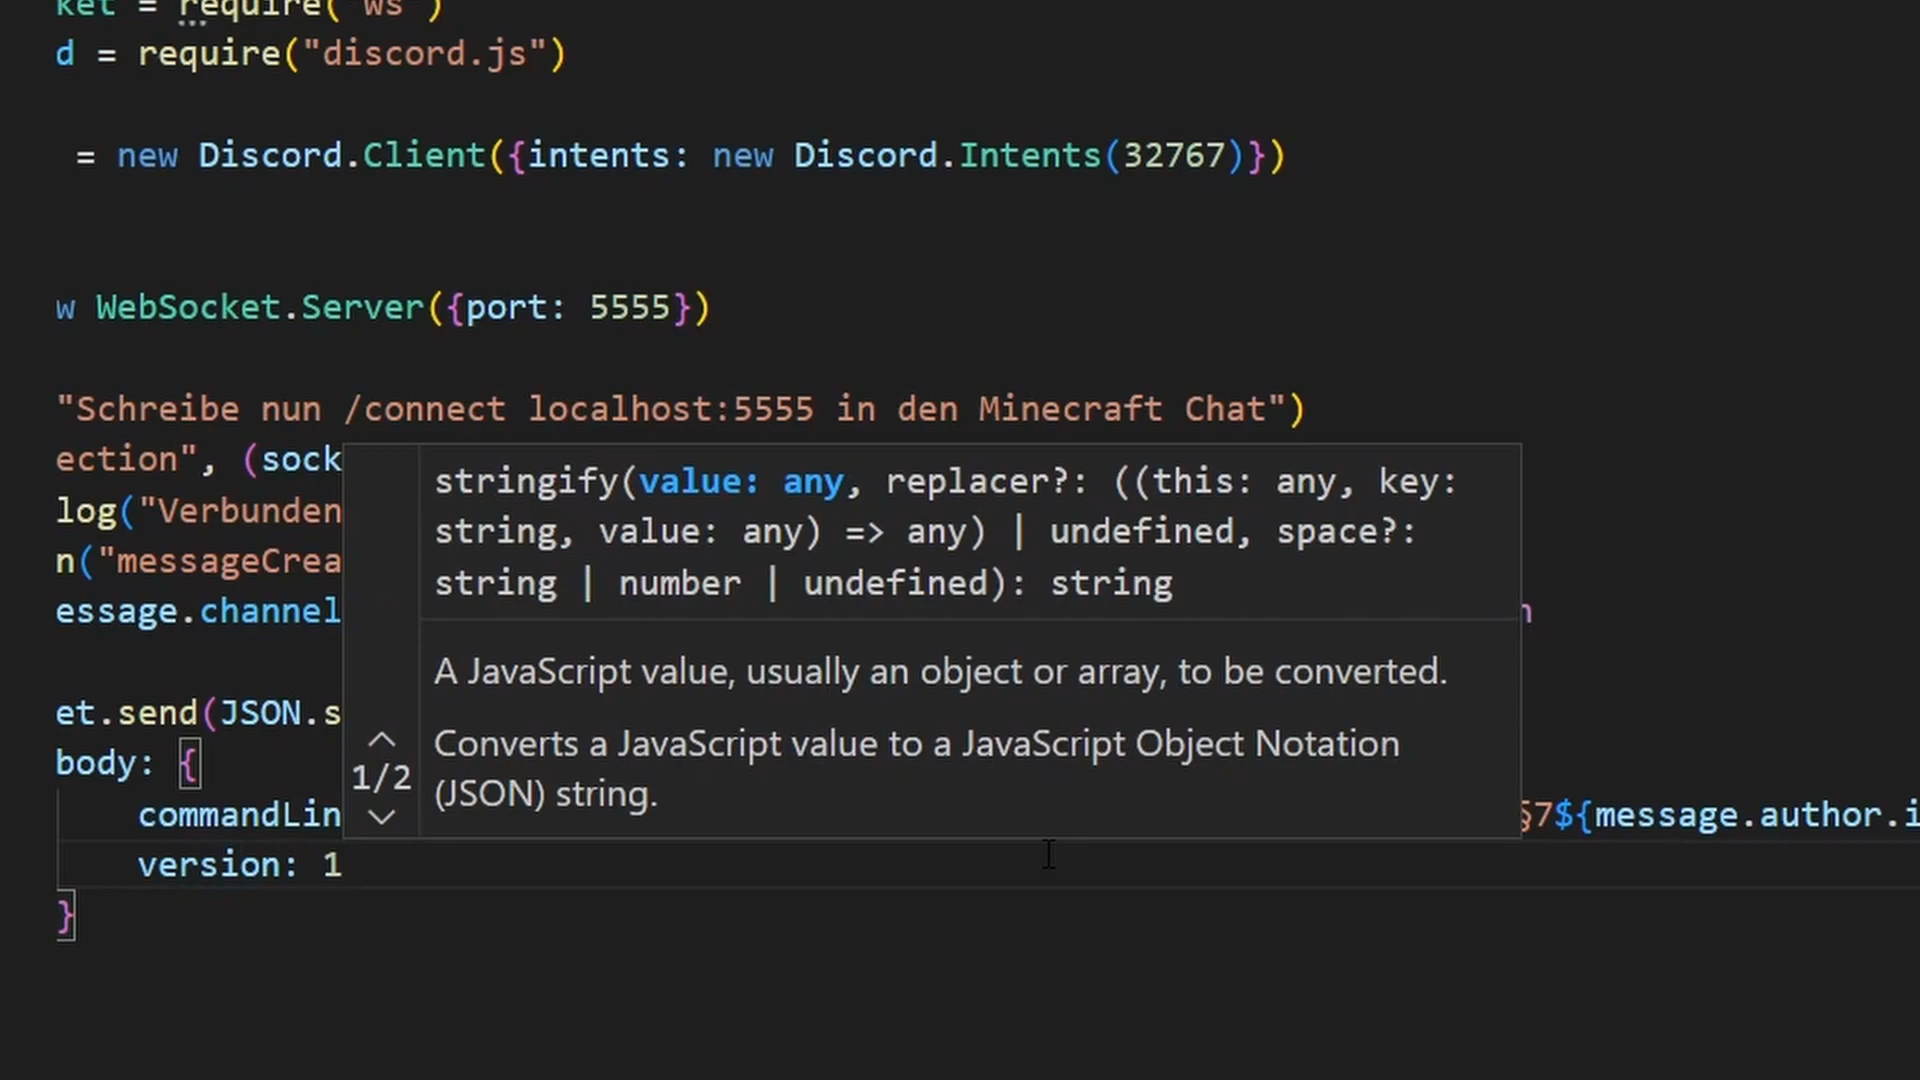 ket = require("ws")
d = require("discord.js")
= new Discord.Client({intents: new Discord.Intents(32767)})
w WebSocket.Server({port: 5555})
"Schreibe nun /connect localhost:5555 in den Minecraft Chat")
ection", (sock
log("Verbunden
n("messageCrea
essage.channel
et.send(JSON.s
body: {
commandLin §7${message.author.i
version: 1
}
stringify(value: any, replacer?: ((this: any, key:
string, value: any) => any) | undefined, space?:
string | number | undefined): string
A JavaScript value, usually an object or array, to be converted.
Converts a JavaScript value to a JavaScript Object Notation
(JSON) string.
1/2